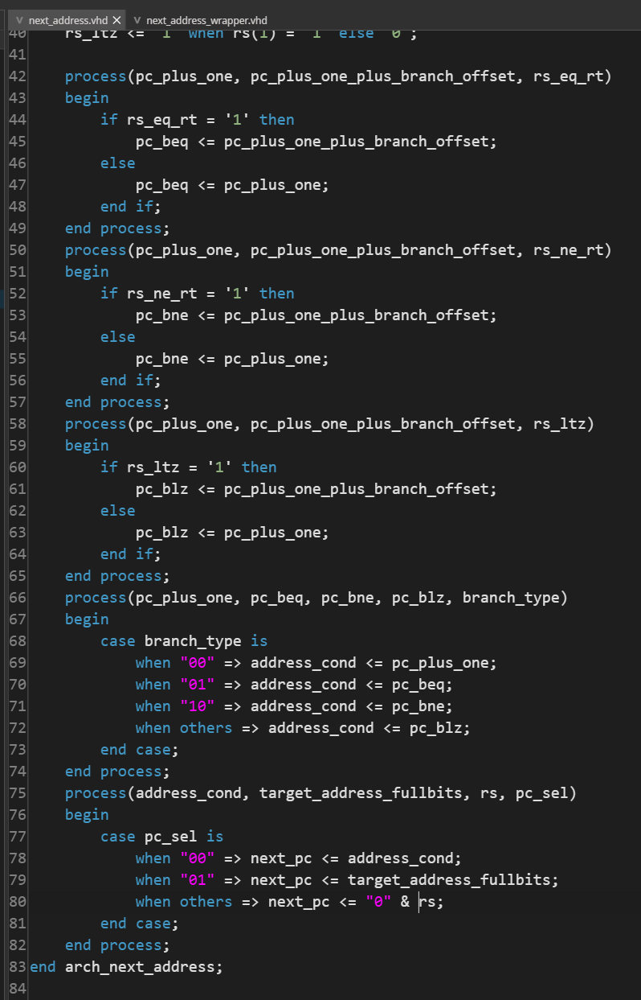 next_address.vhd
next_address_wrapper.vhd
40    rs_ltz <= '1' when rs(1) = '1' else '0';
41
42    process(pc_plus_one, pc_plus_one_plus_branch_offset, rs_eq_rt)
43    begin
44        if rs_eq_rt = '1' then
45            pc_beq <= pc_plus_one_plus_branch_offset;
46        else
47            pc_beq <= pc_plus_one;
48        end if;
49    end process;
50    process(pc_plus_one, pc_plus_one_plus_branch_offset, rs_ne_rt)
51    begin
52        if rs_ne_rt = '1' then
53            pc_bne <= pc_plus_one_plus_branch_offset;
54        else
55            pc_bne <= pc_plus_one;
56        end if;
57    end process;
58    process(pc_plus_one, pc_plus_one_plus_branch_offset, rs_ltz)
59    begin
60        if rs_ltz = '1' then
61            pc_blz <= pc_plus_one_plus_branch_offset;
62        else
63            pc_blz <= pc_plus_one;
64        end if;
65    end process;
66    process(pc_plus_one, pc_beq, pc_bne, pc_blz, branch_type)
67    begin
68        case branch_type is
69            when "00" => address_cond <= pc_plus_one;
70            when "01" => address_cond <= pc_beq;
71            when "10" => address_cond <= pc_bne;
72            when others => address_cond <= pc_blz;
73        end case;
74    end process;
75    process(address_cond, target_address_fullbits, rs, pc_sel)
76    begin
77        case pc_sel is
78            when "00" => next_pc <= address_cond;
79            when "01" => next_pc <= target_address_fullbits;
80            when others => next_pc <= "0" & rs;
81        end case;
82    end process;
83 end arch_next_address;
84